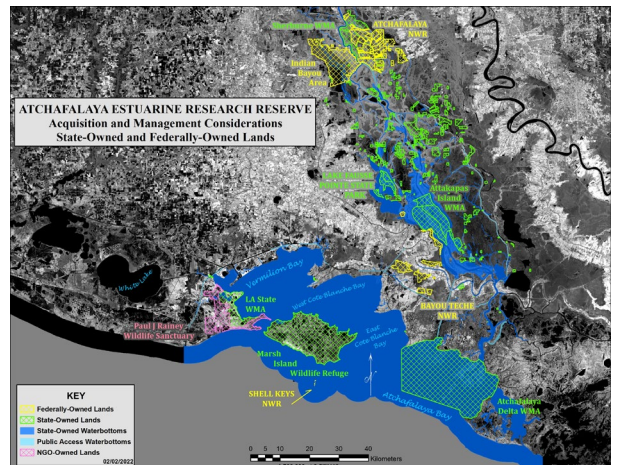 ATCHAFALAYA
NWR
Indian
Bayou
Area
ATCHAFALAYA ESTUARINE RESEARCH RESERVE
Acquisition and Management Considerations
State-Owned and Federally-Owned Lands
Attakapas
Island
WMA
White Lake
Vermilion Bay
West Cote Blanche Bay
East
Cote Blanche
Bay
BAYOU TECHE
NWR
LA State
WMA
Paul J Rainey
Wildlife Sanctuary
Marsh
Island
Wildlife Refuge
SHELL KEYS
NWR
Atchafalaya Bay
Atchafalaya
Delta WMA
KEY
Federally-Owned Lands
State-Owned Lands
State-Owned Waterbottoms
Public Access Waterbottoms
NGO-Owned Lands
02/02/2022
0 5 10 20 30 40
Kilometers